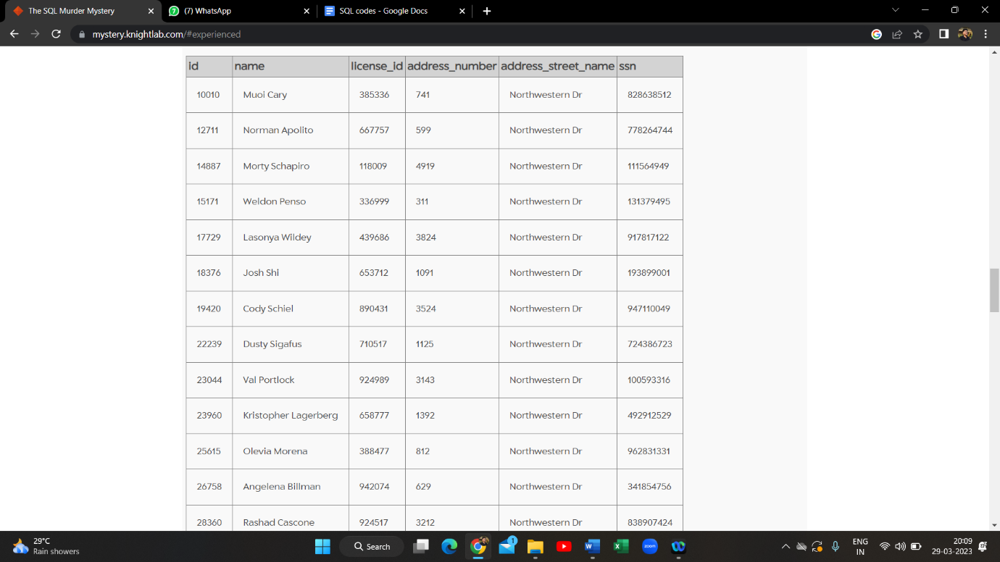 The SQL Murder Mystery
(7) WhatsApp
SQL codes - Google Docs
mystery.knightlab.com/#experienced
id name license_id address_number address_street_name ssn
10010 Muoi Cary 385336 741 Northwestern Dr 828638512
12711 Norman Apolito 667757 599 Northwestern Dr 778264744
14887 Morty Schapiro 118009 4919 Northwestern Dr 111564949
15171 Weldon Penso 336999 311 Northwestern Dr 131379495
17729 Lasonya Wildey 439686 3824 Northwestern Dr 917817122
18376 Josh Shi 653712 1091 Northwestern Dr 193899001
19420 Cody Schiel 890431 3524 Northwestern Dr 947110049
22239 Dusty Sigafus 710517 1125 Northwestern Dr 724386723
23044 Val Portlock 924989 3143 Northwestern Dr 100593316
23960 Kristopher Lagerberg 658777 1392 Northwestern Dr 492912529
25615 Olevia Morena 388477 812 Northwestern Dr 962831331
26758 Angelena Billman 942074 629 Northwestern Dr 341854756
28360 Rashad Cascone 924517 3212 Northwestern Dr 838907424
29°C
Rain showers
Search
1
W
zoom
ENG
IN
20:09
29-03-2023